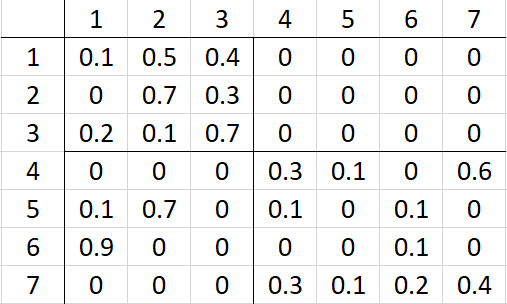 1 2 3 4 5 6 7
1 0.1 0.5 0.4 0 0 0 0
2 0 0.7 0.3 0 0 0 0
3 0.2 0.1 0.7 0 0 0 0
4 0 0 0 0.3 0.1 0 0.6
5 0.1 0.7 0 0.1 0 0.1 0
6 0.9 0 0 0 0 0.1 0
7 0 0 0 0.3 0.1 0.2 0.4